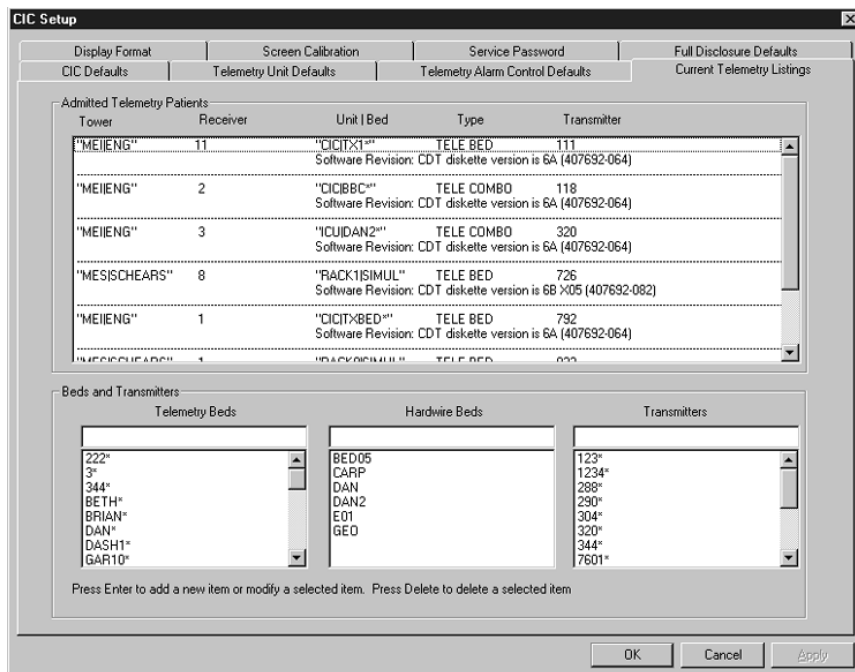 CIC Setup
Display Format Screen Calibration Service Password Full Disclosure Defaults
CIC Defaults Telemetry Unit Defaults Telemetry Alarm Control Defaults Current Telemetry Listings
Admitted Telemetry Patients
Tower Receiver Unit | Bed Type Transmitter
"MEI|ENG" 11 "CIC|TX1*" TELE BED 111
Software Revision: CDT diskette version is 6A (407692-064)
"MEI|ENG" 2 "CIC|BBC*" TELE COMBO 118
Software Revision: CDT diskette version is 6A (407692-064)
"MEI|ENG" 3 "ICU|DAN2*" TELE COMBO 320
Software Revision: CDT diskette version is 6A (407692-064)
"MES|SCHEARS" 8 "RACK1|SIMUL" TELE BED 726
Software Revision: CDT diskette version is 6B X05 (407692-082)
"MEI|ENG" 1 "CIC|TXBED*" TELE BED 792
Software Revision: CDT diskette version is 6A (407692-064)
"MES|SCHEARS" 1 TELE BED
Beds and Transmitters
Telemetry Beds Hardwire Beds Transmitters
222* BED05 123*
3* CARP 1234*
344* DAN 288*
BETH* DAN2 290*
BRIAN* E01 304*
DAN* GEO 320*
DASH1* 344*
GAR10* 7601*
Press Enter to add a new item or modify a selected item. Press Delete to delete a selected item
OK Cancel Apply